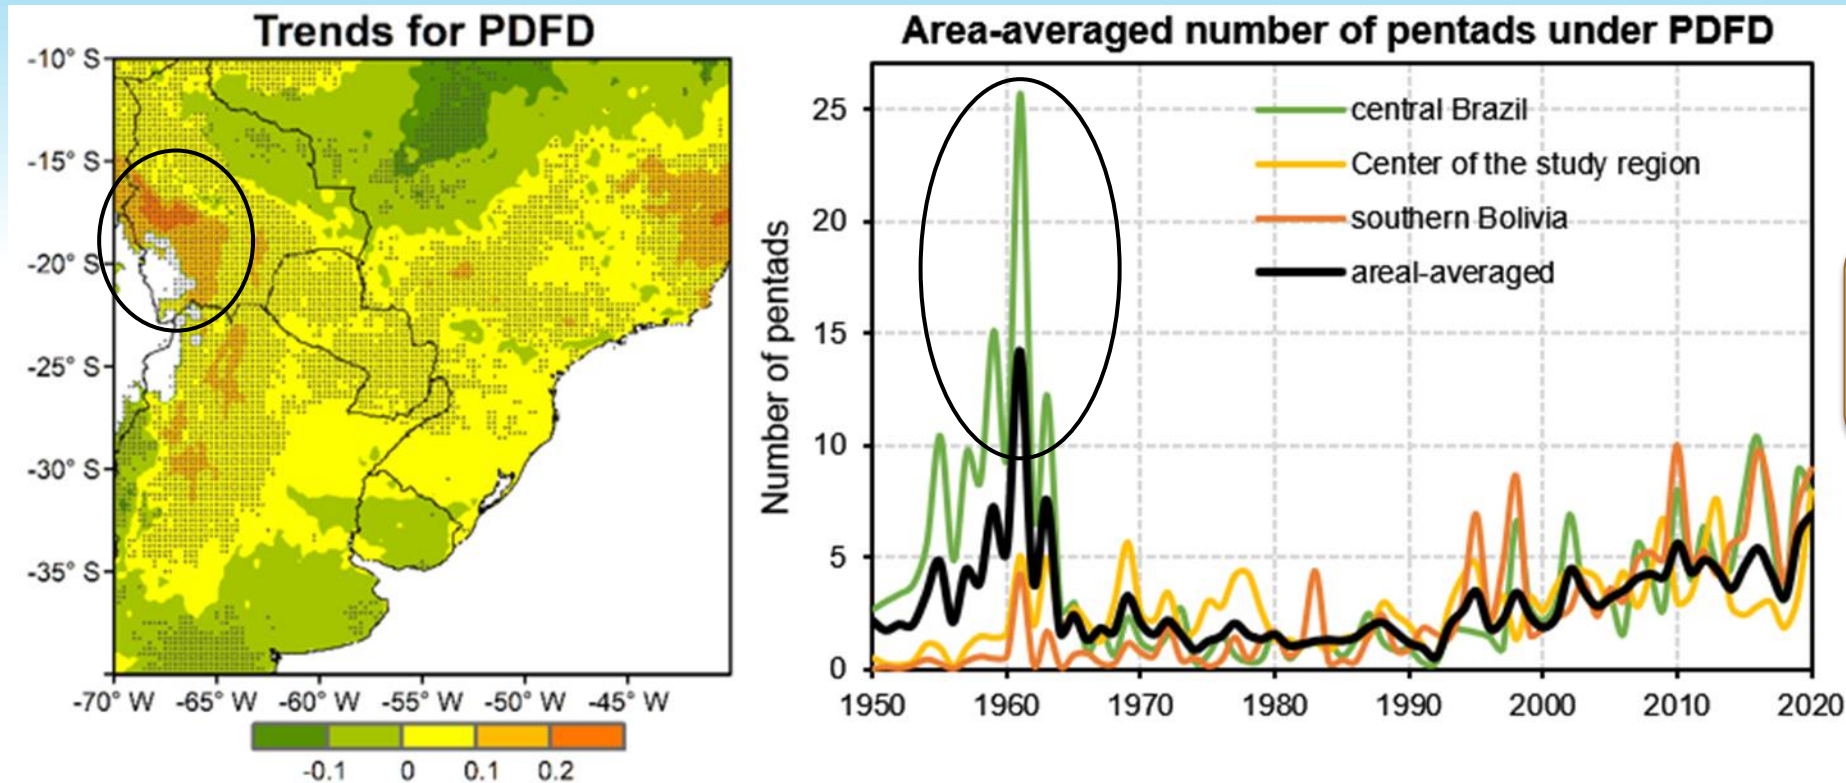 Trends for PDFD
-10° S
-15° S
-20° S
-25° S
-30° S
-35° S
-70° W -65° W -60° W -55° W -50° W -45° W
-0.1 0 0.1 0.2
Area-averaged number of pentads under PDFD
Number of pentads
25
20
15
10
5
0
1950 1960 1970 1980 1990 2000 2010 2020
central Brazil
Center of the study region
southern Bolivia
areal-averaged